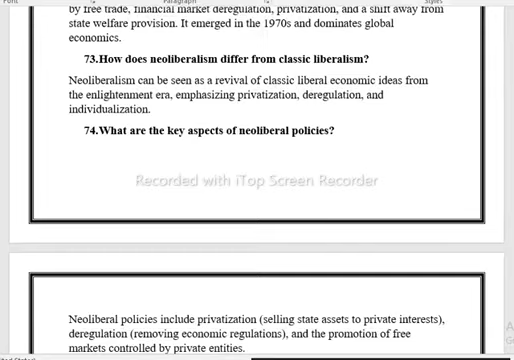 Font
Paragraph
Styles
by free trade, financial market deregulation, privatization, and a shift away from
state welfare provision. It emerged in the 1970s and dominates global
economics.
73.How does neoliberalism differ from classic liberalism?
Neoliberalism can be seen as a revival of classic liberal economic ideas from
the enlightenment era, emphasizing privatization, deregulation, and
individualization.
74.What are the key aspects of neoliberal policies?
Recorded with iTop Screen Recorder
Neoliberal policies include privatization (selling state assets to private interests),
deregulation (removing economic regulations), and the promotion of free
markets controlled by private entities.